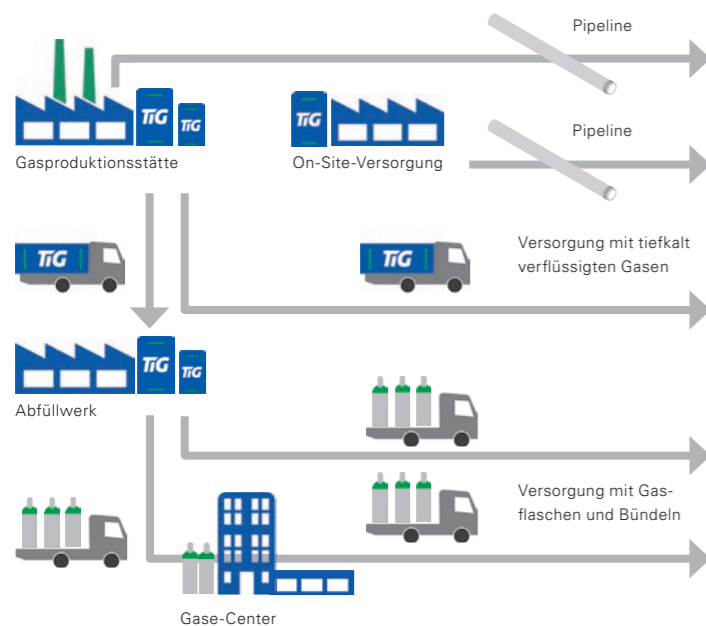 Pipeline
TiG
TiG
TiG
Pipeline
Gasproduktionsstätte
On-Site-Versorgung
TiG
TiG
Versorgung mit tiefkalt
verflüssigten Gasen
TiG
TiG
Abfüllwerk
Versorgung mit Gas-
flaschen und Bündeln
Gase-Center